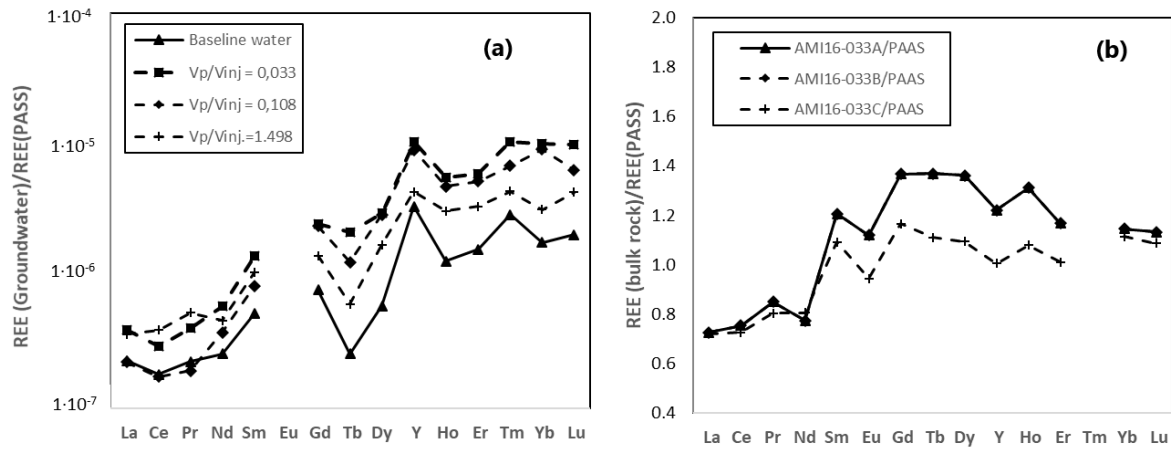 1·10-4
1·10-5
1·10-6
1·10-7
REE (Groundwater)/REE(PASS)
Baseline water
Vp/Vinj = 0,033
Vp/Vinj = 0,108
Vp/Vinj.=1.498
(a)
La Ce Pr Nd Sm Eu Gd Tb Dy Y Ho Er Tm Yb Lu
2.0
1.8
1.6
1.4
1.2
1.0
0.8
0.6
0.4
REE (bulk rock)/REE(PASS)
AMI16-033A/PAAS
AMI16-033B/PAAS
AMI16-033C/PAAS
(b)
La Ce Pr Nd Sm Eu Gd Tb Dy Y Ho Er Tm Yb Lu